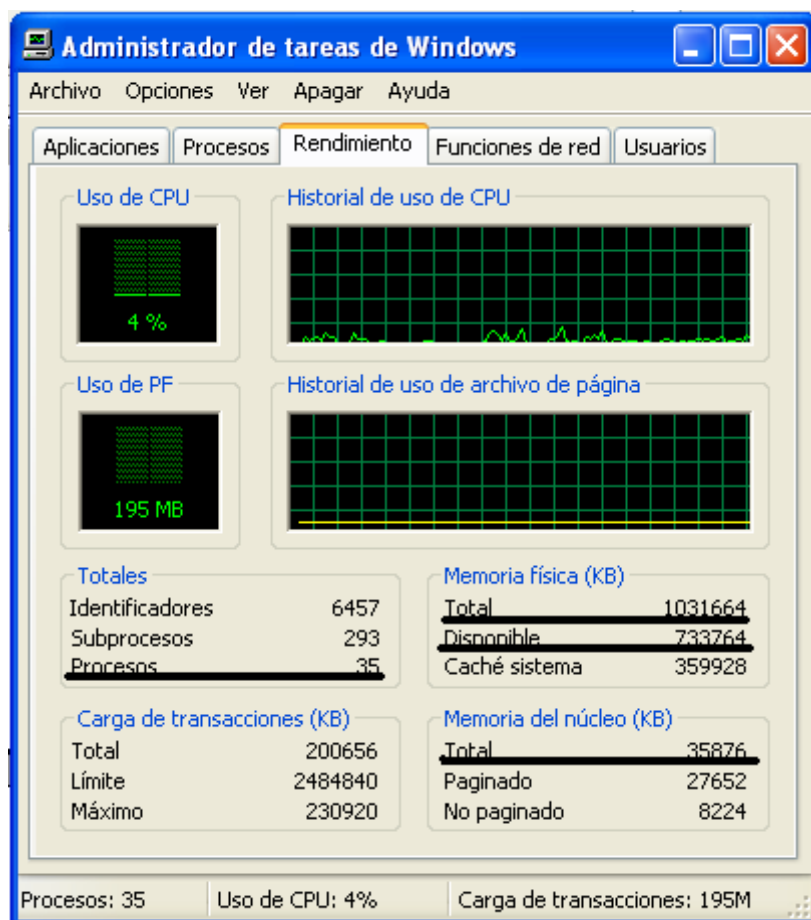 Administrador de tareas de Windows
Archivo Opciones Ver Apagar Ayuda
Aplicaciones Procesos Rendimiento Funciones de red Usuarios
Uso de CPU
4 %
Historial de uso de CPU
Uso de PF
195 MB
Historial de uso de archivo de página
Totales
Identificadores 6457
Subprocesos 293
Procesos 35
Memoria física (KB)
Total 1031664
Disponible 733764
Caché sistema 359928
Carga de transacciones (KB)
Total 200656
Límite 2484840
Máximo 230920
Memoria del núcleo (KB)
Total 35876
Paginado 27652
No paginado 8224
Procesos: 35 Uso de CPU: 4% Carga de transacciones: 195M